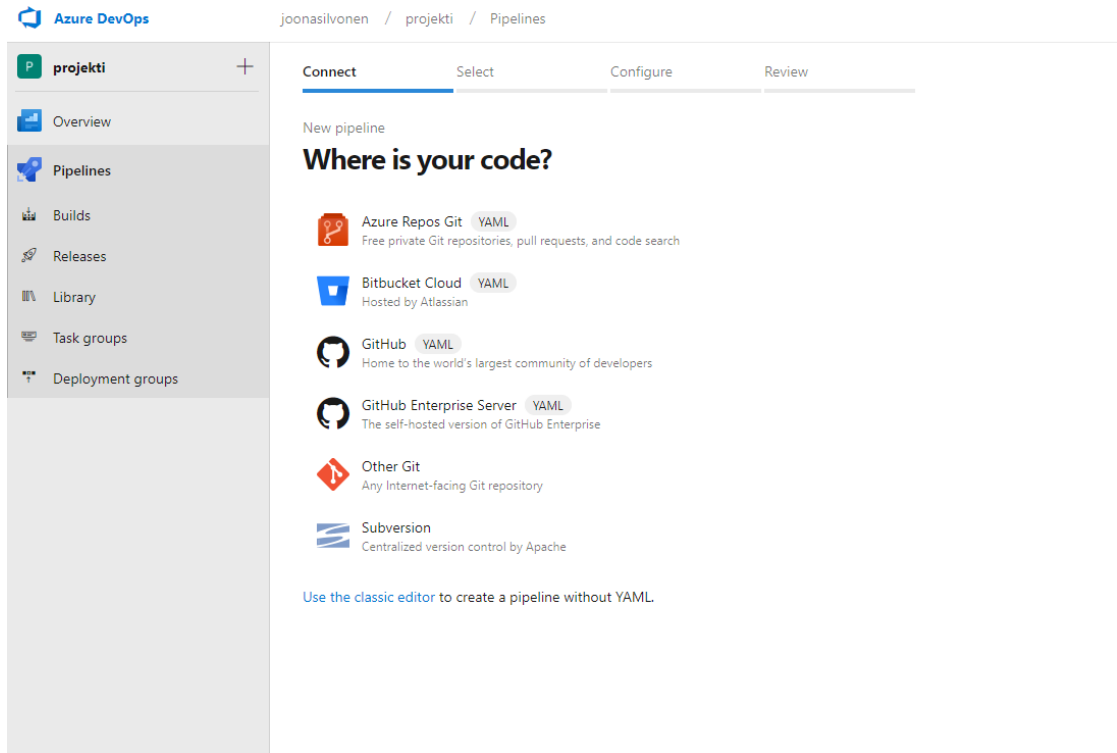 Azure DevOps
joonasilvonen / projekti / Pipelines
P projekti
Overview
Pipelines
Builds
Releases
Library
Task groups
Deployment groups
Connect Select Configure Review
New pipeline
Where is your code?
Azure Repos Git YAML
Free private Git repositories, pull requests, and code search
Bitbucket Cloud YAML
Hosted by Atlassian
GitHub YAML
Home to the world's largest community of developers
GitHub Enterprise Server YAML
The self-hosted version of GitHub Enterprise
Other Git
Any Internet-facing Git repository
Subversion
Centralized version control by Apache
Use the classic editor to create a pipeline without YAML.